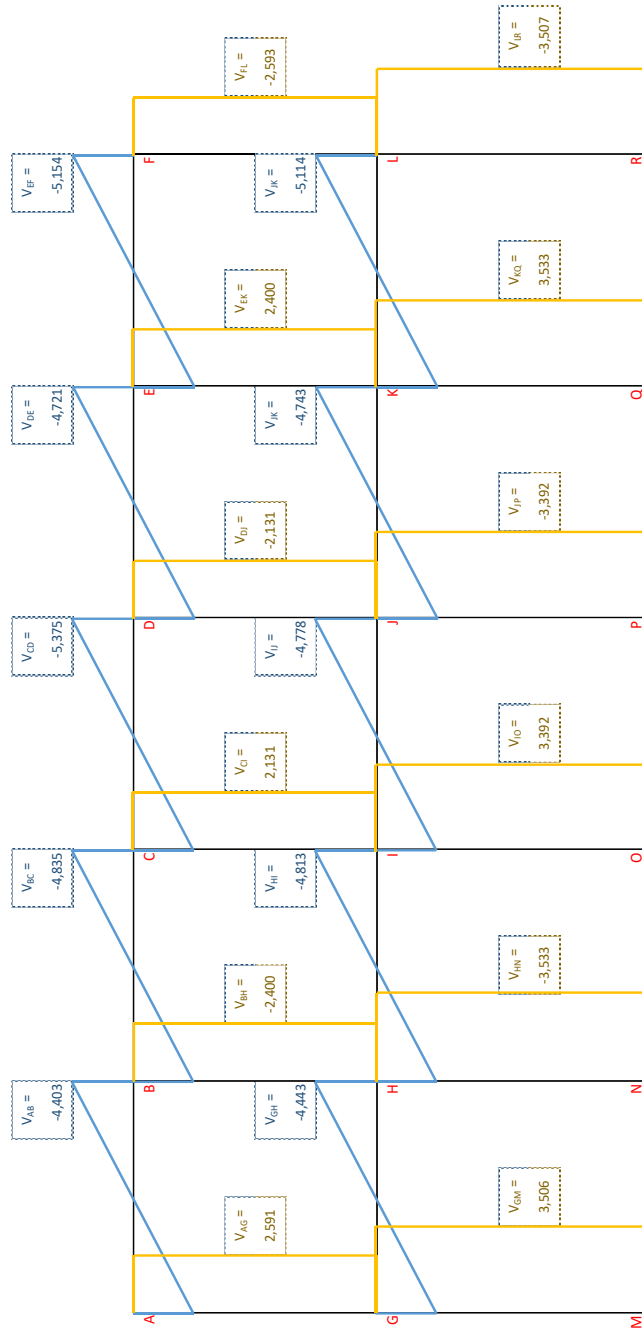 V_AB =
-4,403
V_BC =
-4,835
V_CD =
-5,375
V_DE =
-4,721
V_EF =
-5,154
A
B
C
D
E
F
V_AG =
2,591
V_BH =
-2,400
V_CI =
2,131
V_DJ =
-2,131
V_EK =
2,400
V_FL =
-2,593
V_GH =
-4,443
V_HI =
-4,813
V_IJ =
-4,778
V_JK =
-4,743
V_JK =
-5,114
G
H
I
J
K
L
V_GM =
3,506
V_HN =
-3,533
V_IO =
3,392
V_JP =
-3,392
V_KQ =
3,533
V_LR =
-3,507
M
N
O
P
Q
R